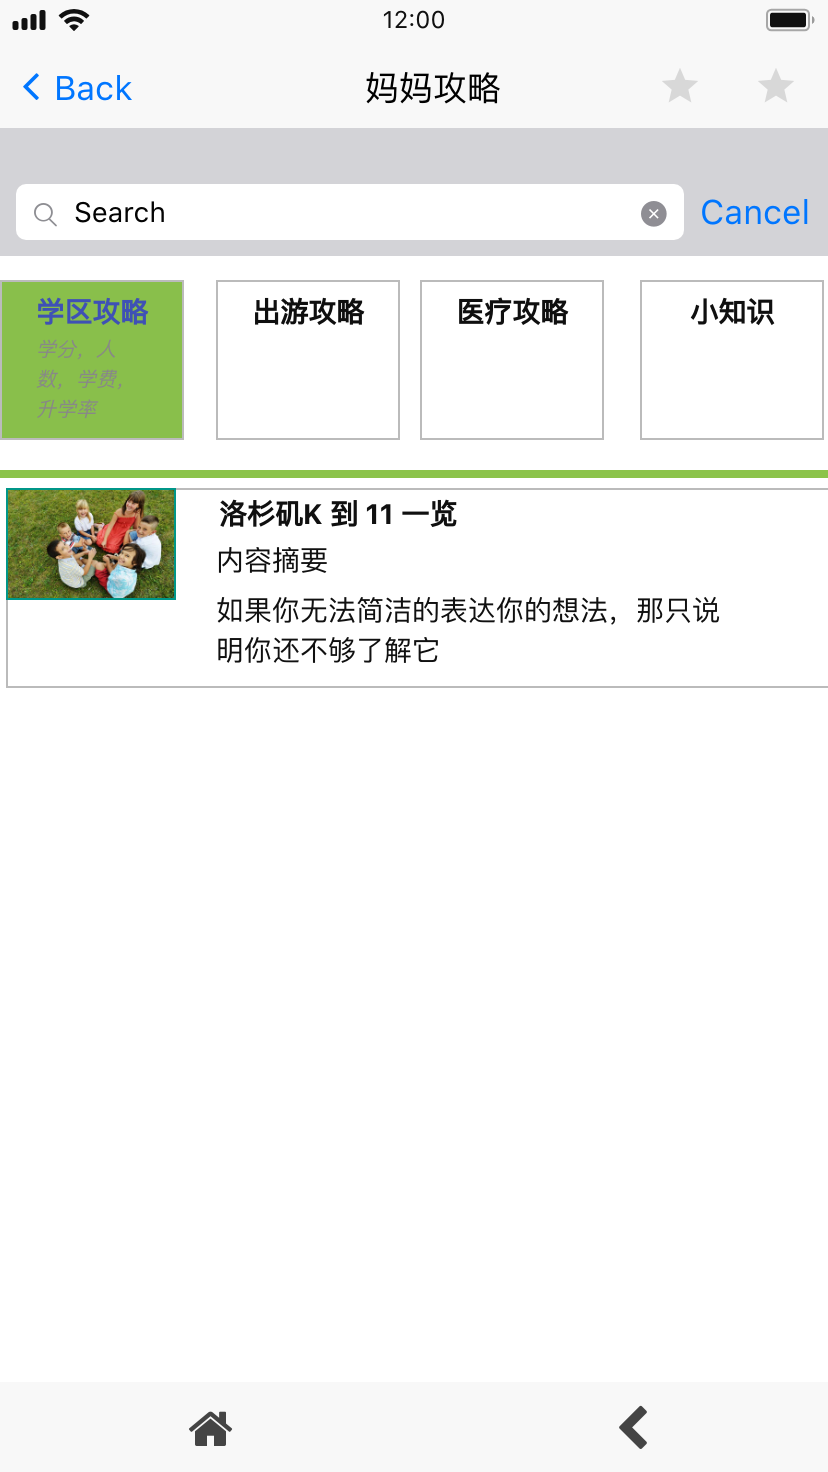 12:00
Back
妈妈攻略
Search
Cancel
学区攻略
学分，人
数，学费，
升学率
出游攻略
医疗攻略
小知识
洛杉矶K 到 11 一览
内容摘要
如果你无法简洁的表达你的想法，那只说
明你还不够了解它